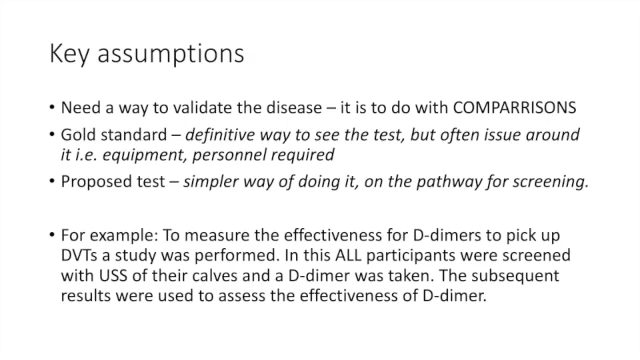 Key assumptions
• Need a way to validate the disease – it is to do with COMPARRISONS
• Gold standard – definitive way to see the test, but often issue around
it i.e. equipment, personnel required
• Proposed test – simpler way of doing it, on the pathway for screening.
• For example: To measure the effectiveness for D-dimers to pick up
DVTs a study was performed. In this ALL participants were screened
with USS of their calves and a D-dimer was taken. The subsequent
results were used to assess the effectiveness of D-dimer.